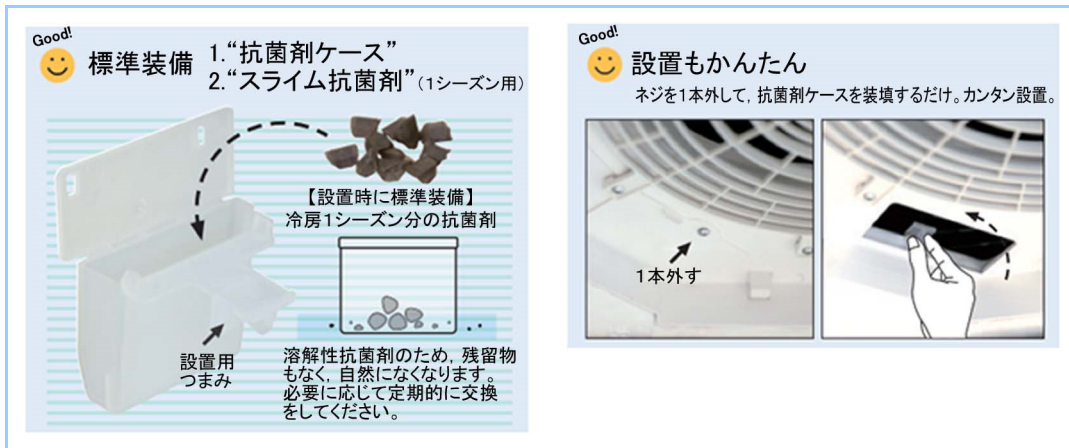 Good!
標準装備
1.“抗菌剤ケース”
2.“スライム抗菌剤”(1シーズン用)
【設置時に標準装備】
冷房1シーズン分の抗菌剤
設置用
つまみ
溶解性抗菌剤のため, 残留物
もなく, 自然になくなります。
必要に応じて定期的に交換
をしてください。
Good!
設置もかんたん
ネジを1本外して, 抗菌剤ケースを装填するだけ。カンタン設置。
1本外す